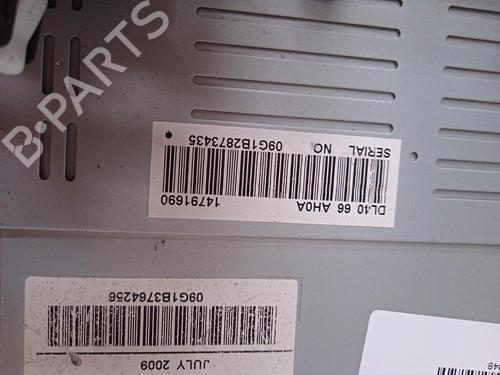 B-PARTS
DL40 66 AH0A 14791690
SERIAL NO 09G1B2873435
JULY 2009
09G1B3764256